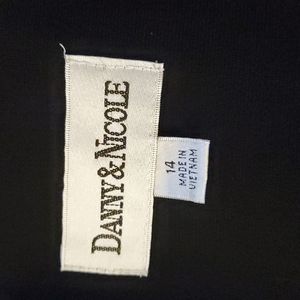 DANNY & NICOLE
14
MADE IN
VIETNAM